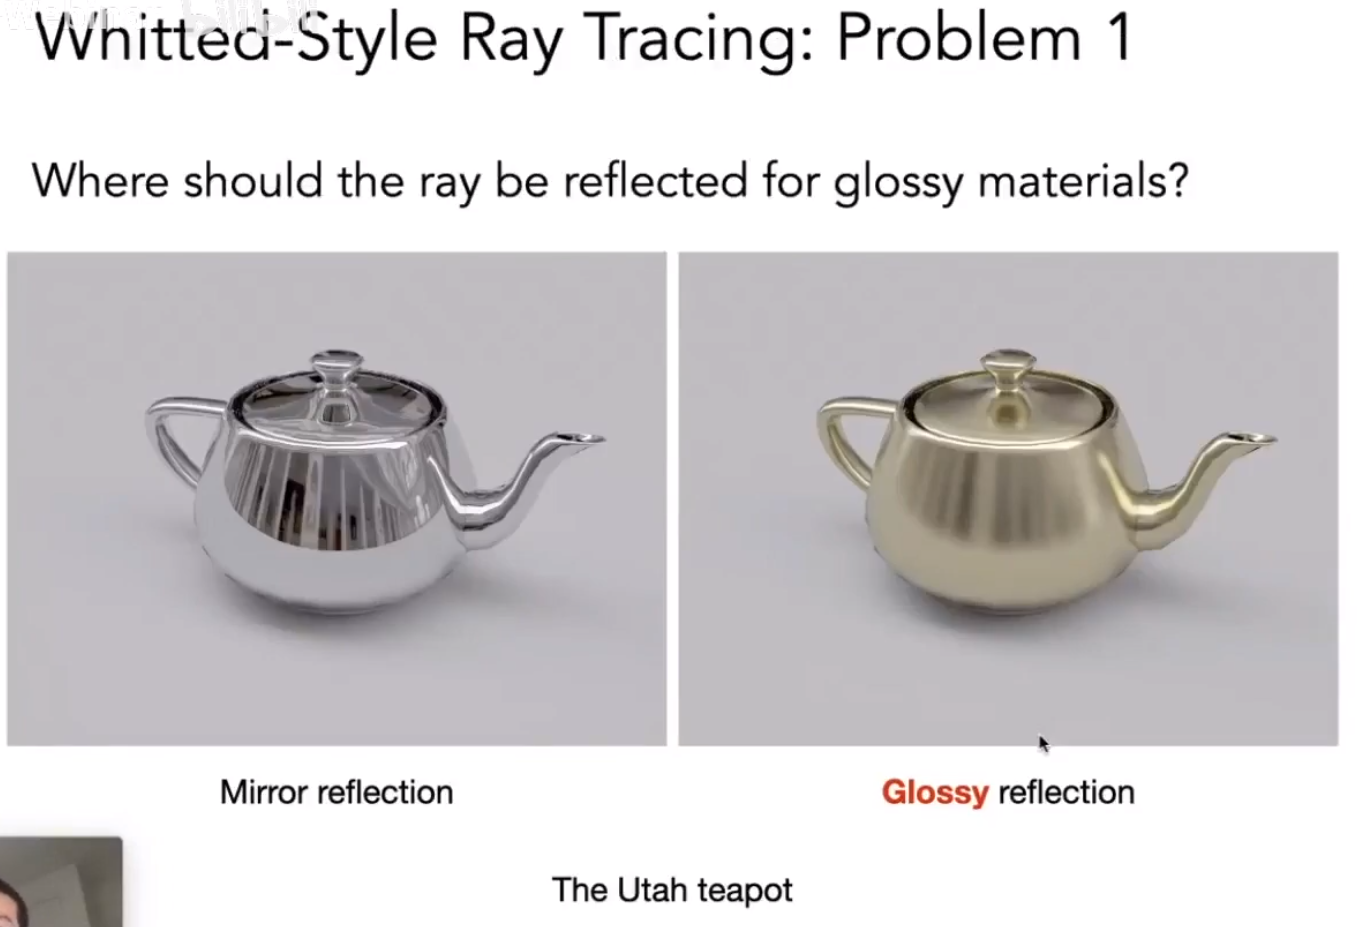 Whitted-Style Ray Tracing: Problem 1
Where should the ray be reflected for glossy materials?
Mirror reflection
Glossy reflection
The Utah teapot